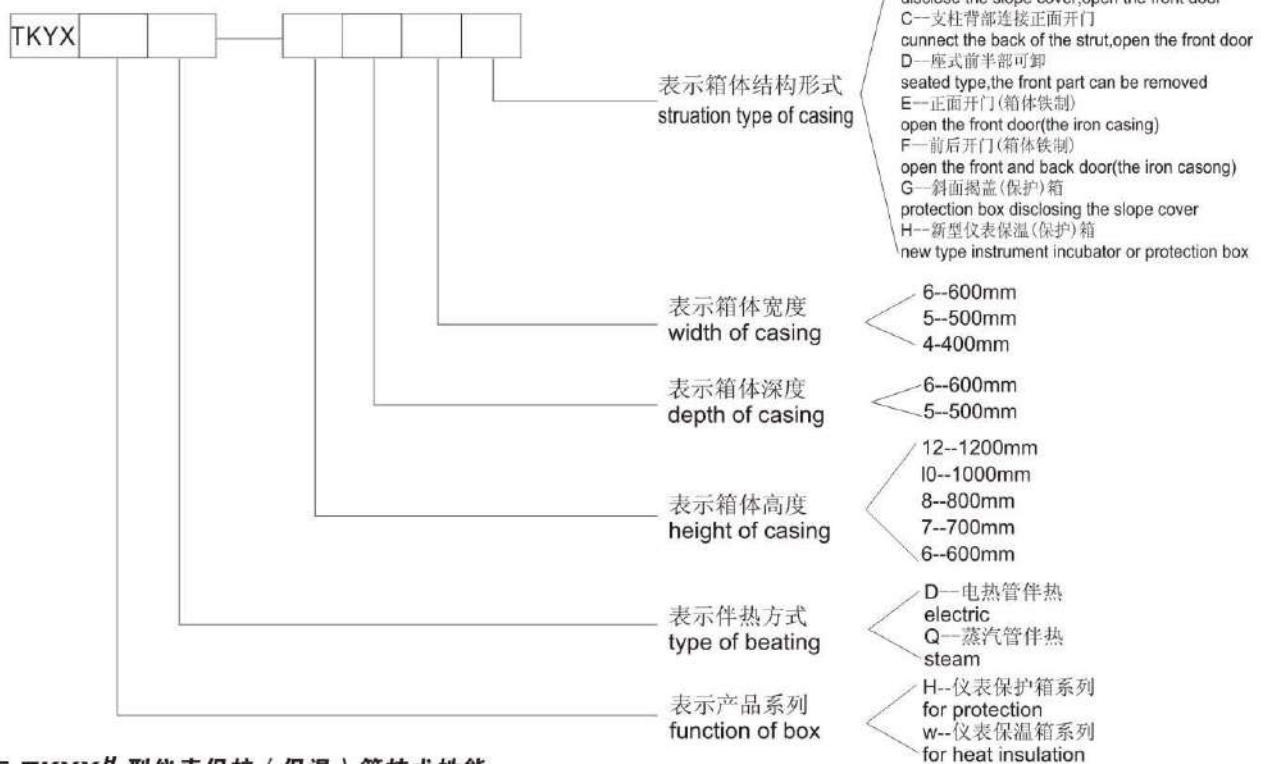 TKYX
C--支柱背部连接正面开门
cunnect the back of the strut,open the front door
D--座式前半部可卸
seated type,the front part can be removed
E--正面开门(箱体铁制)
open the front door(the iron casing)
F--前后开门(箱体铁制)
open the front and back door(the iron casong)
G--斜面揭盖(保护)箱
protection box disclosing the slope cover
H--新型仪表保温(保护)箱
new type instrument incubator or protection box
表示箱体结构形式
struation type of casing
表示箱体宽度
width of casing
6--600mm
5--500mm
4-400mm
表示箱体深度
depth of casing
6--600mm
5--500mm
表示箱体高度
height of casing
12--1200mm
l0--1000mm
8--800mm
7--700mm
6--600mm
表示伴热方式
type of beating
D--电热管伴热
electric
Q--蒸汽管伴热
steam
表示产品系列
function of box
H--仪表保护箱系列
for protection
w--仪表保温箱系列
for heat insulation